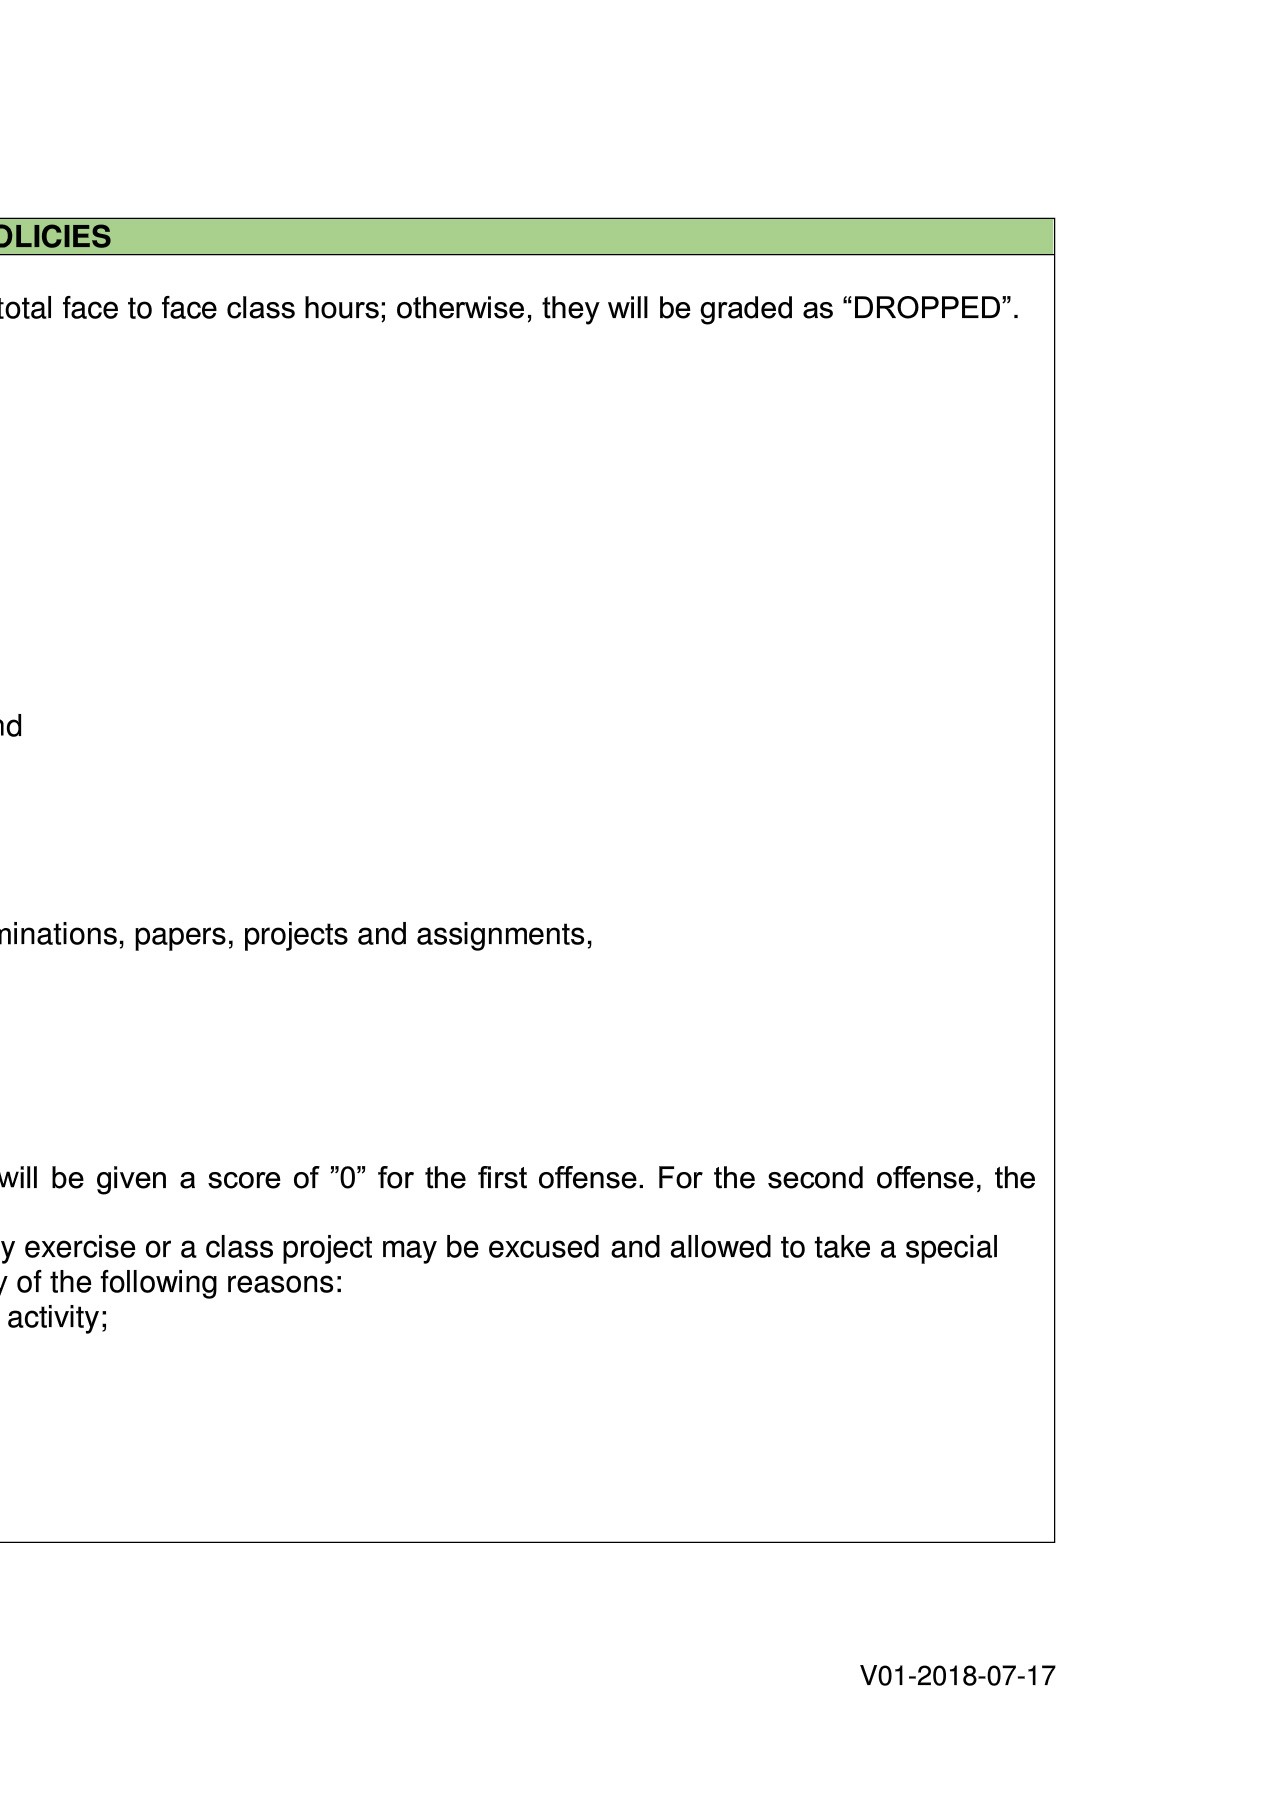 OLICIES
total face to face class hours; otherwise, they will be graded as “DROPPED”.
nd
minations, papers, projects and assignments,
will be given a score of ”0” for the first offense. For the second offense, the
y exercise or a class project may be excused and allowed to take a special
y of the following reasons:
activity;
V01-2018-07-17